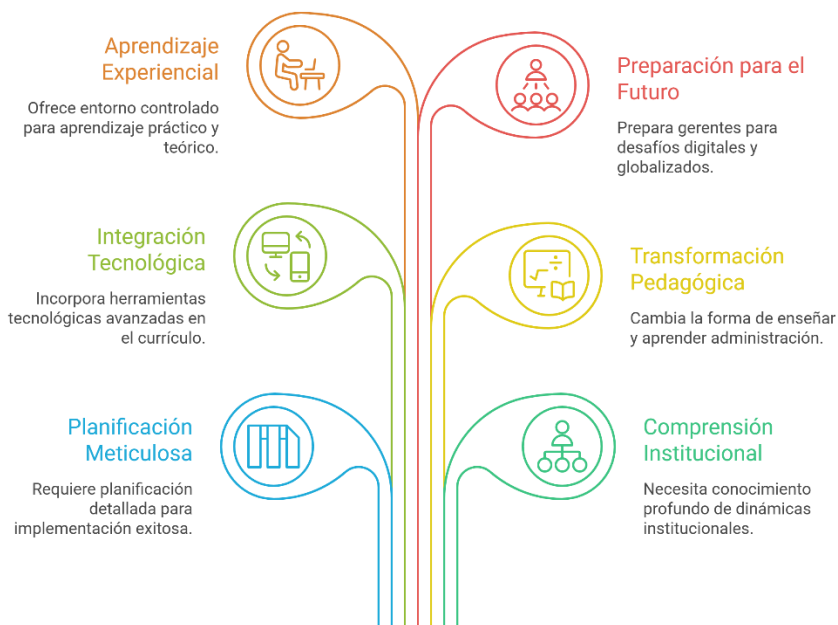 Aprendizaje
Experiencial
Ofrece entorno controlado
para aprendizaje práctico y
teórico.
Preparación para el
Futuro
Prepara gerentes para
desafíos digitales y
globalizados.
Integración
Tecnológica
Incorpora herramientas
tecnológicas avanzadas en
el currículo.
Transformación
Pedagógica
Cambia la forma de enseñar
y aprender administración.
Planificación
Meticulosa
Requiere planificación
detallada para
implementación exitosa.
Comprensión
Institucional
Necesita conocimiento
profundo de dinámicas
institucionales.